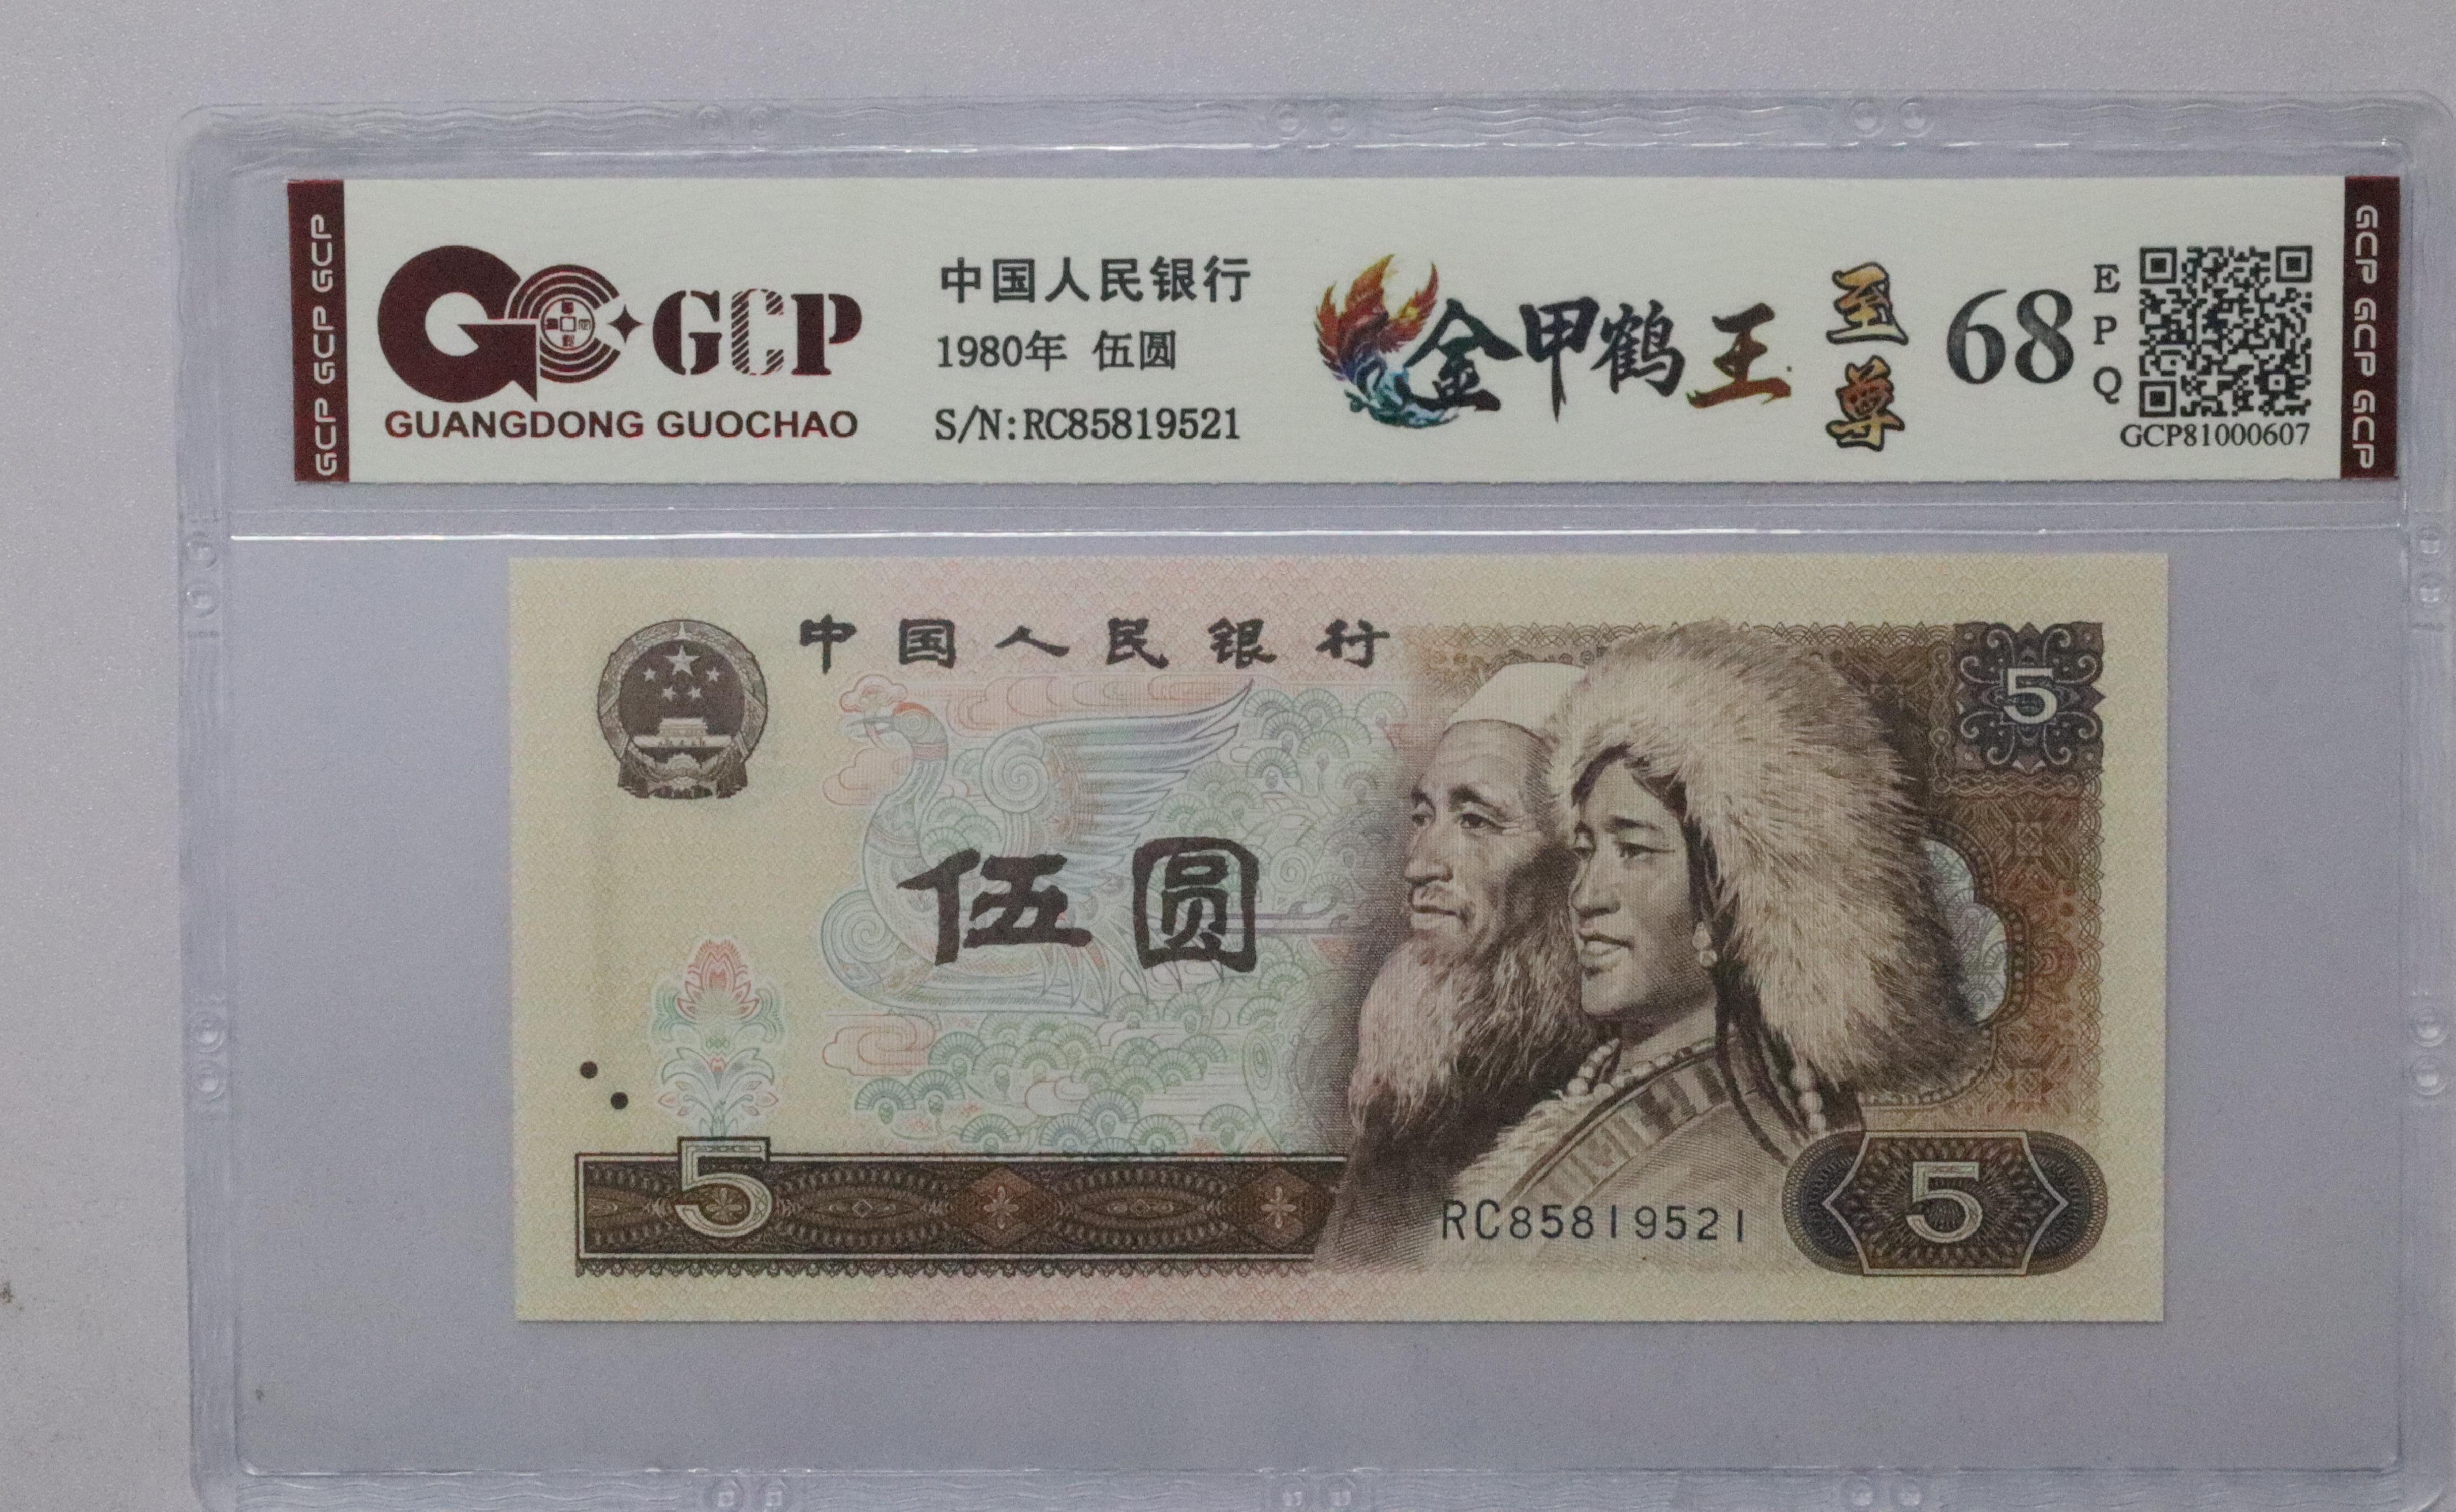 GCP GCP GCP
GCP
GUANGDONG GUOCHAO
中国人民银行
1980年 伍圆
S/N:RC85819521
金甲鹤王
至尊
68
EPQ
GCP81000607
GCP GCP GCP
中国人民银行
5
伍圆
5
RC85819521
5